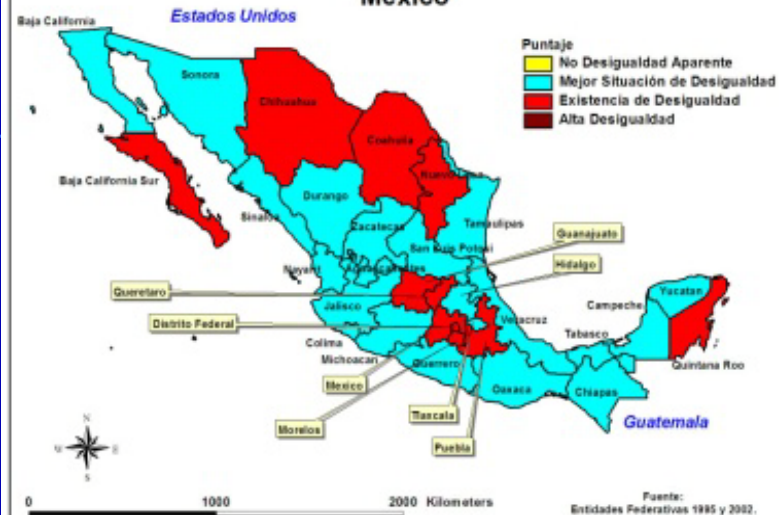 México
Baja California
Estados Unidos
Puntaje
No Desigualdad Aparente
Mejor Situación de Desigualdad
Existencia de Desigualdad
Alta Desigualdad
Sonora
Chihuahua
Coahuila
Baja California Sur
Durango
Sinaloa
Zacatecas
Tamaulipas
San Luis Potosi
Guanajuato
Nayarit
Aguascalientes
Hidalgo
Queretaro
Yucatan
Jalisco
Campeche
Distrito Federal
Veracruz
Tabasco
Colima
Michoacan
Guerrero
Quintana Roo
Mexico
Oaxaca
Chiapas
Tlaxcala
Guatemala
Morelos
Puebla
N
E
S
0 1000 2000 Kilometers
Fuente:
Entidades Federativas 1995 y 2002.